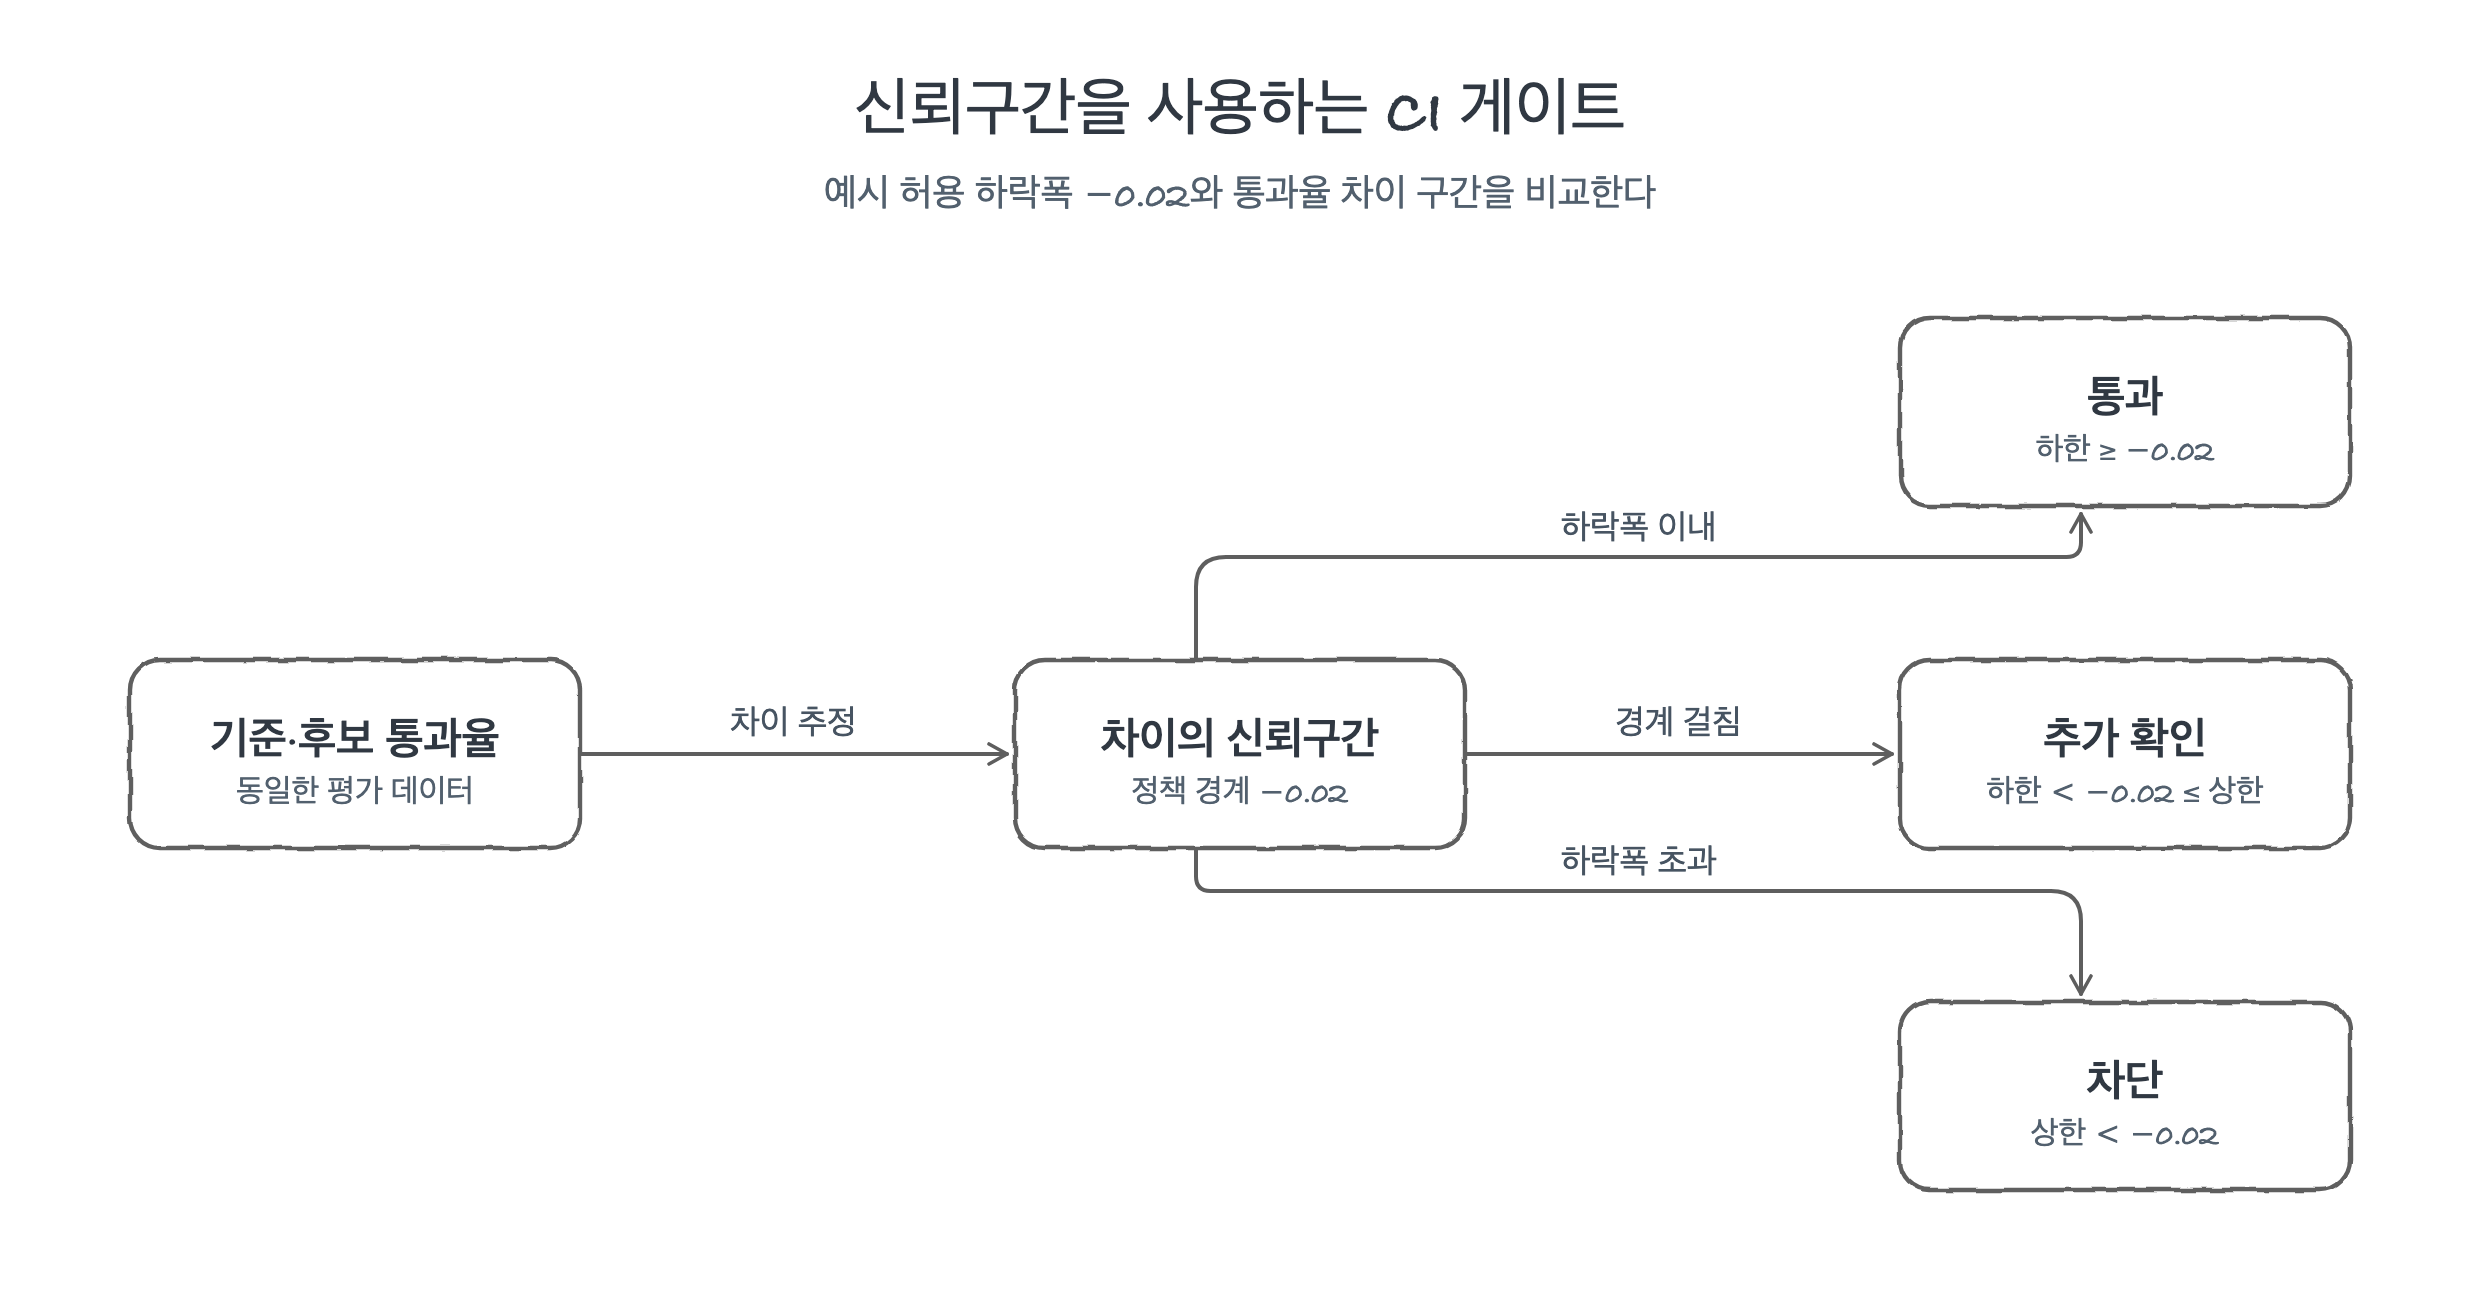 신뢰구간을 사용하는 CI 게이트
예시 허용 하락폭 −0.02와 통과율 차이 구간을 비교한다
통과
하한 ≥ −0.02
하락폭 이내
기준·후보 통과율
동일한 평가 데이터
차이 추정
차이의 신뢰구간
정책 경계 −0.02
경계 걸침
추가 확인
하한 < −0.02 ≤ 상한
하락폭 초과
차단
상한 < −0.02